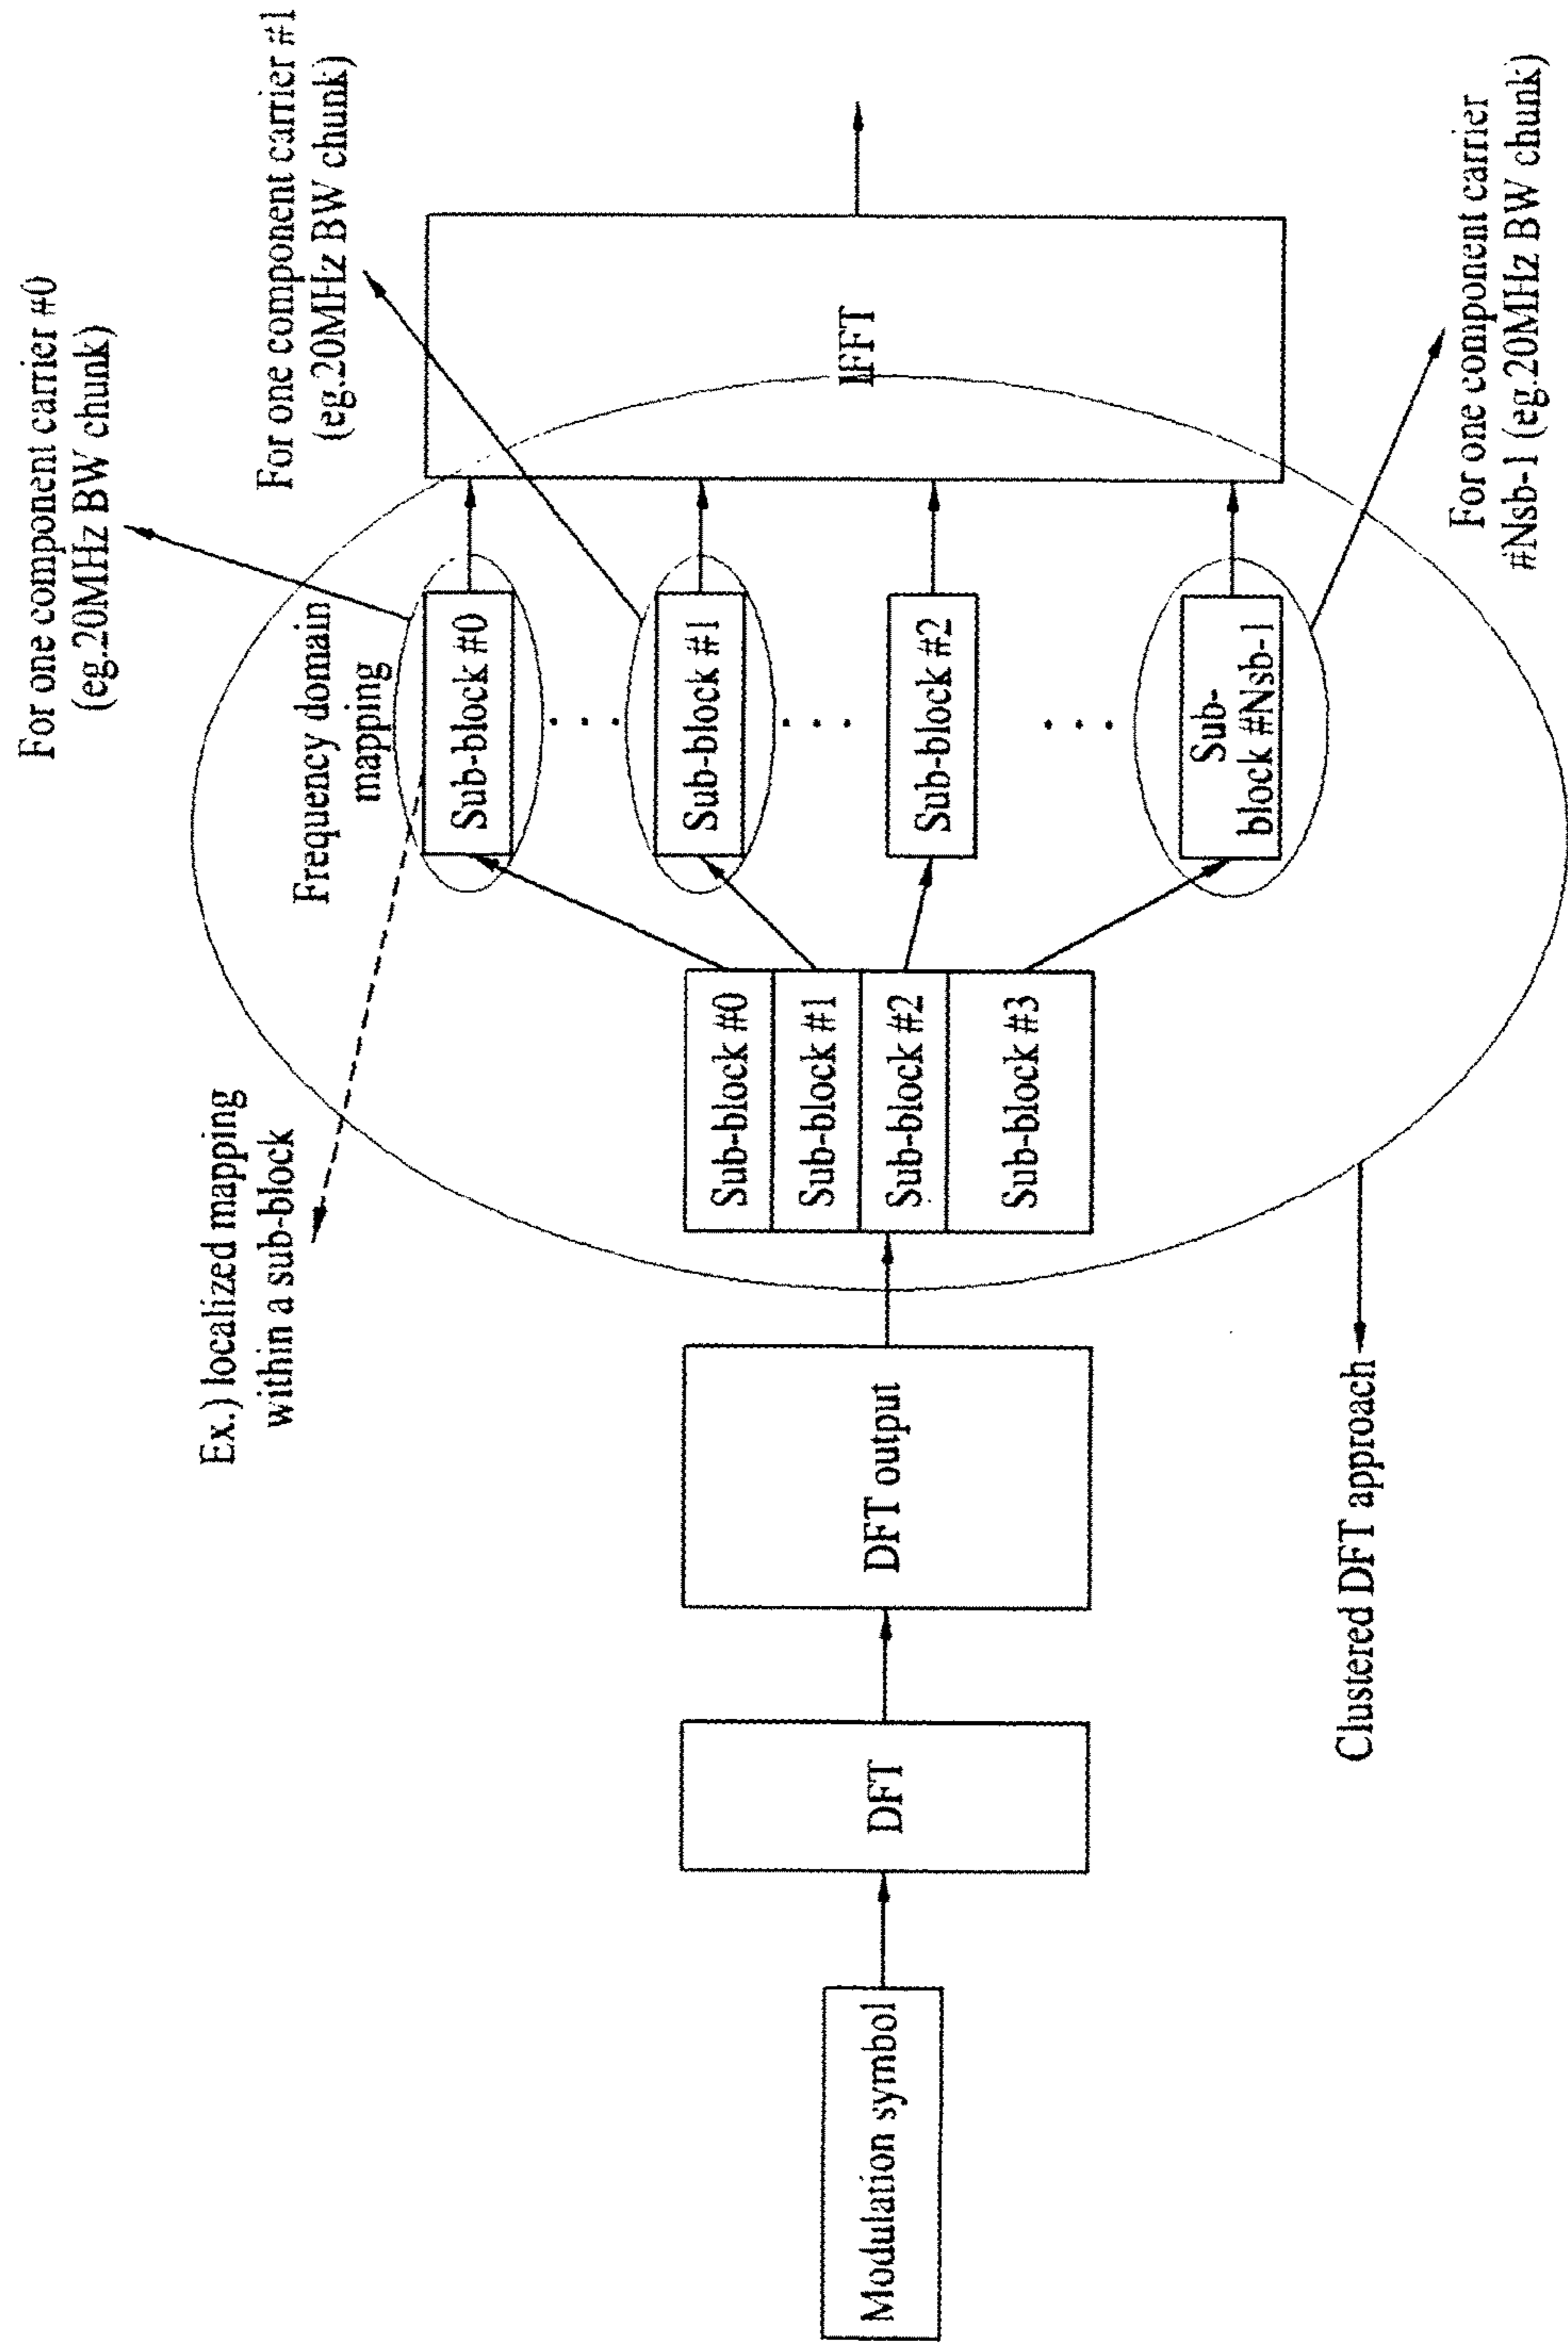 For one component carrier #0
(eg.20MHz BW chunk)
For one component carrier #1
(eg.20MHz BW chunk)
Ex.) localized mapping
within a sub-block
Frequency domain
mapping
Modulation symbol
DFT
DFT output
Sub-block #0
Sub-block #1
Sub-block #2
Sub-block #3
Sub-block #0
Sub-block #1
Sub-block #2
Sub-
block #Nsb-1
IFFT
Clustered DFT approach
For one component carrier
#Nsb-1 (eg.20MHz BW chunk)